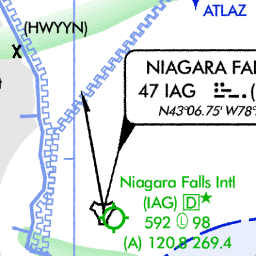 ATLAZ
(HWYYN)
NIAGARA FA
47 IAG
N43°06.75' W78°
Niagara Falls Intl
(IAG) D★
592 Ⓛ 98
(A) 120.8 269.4